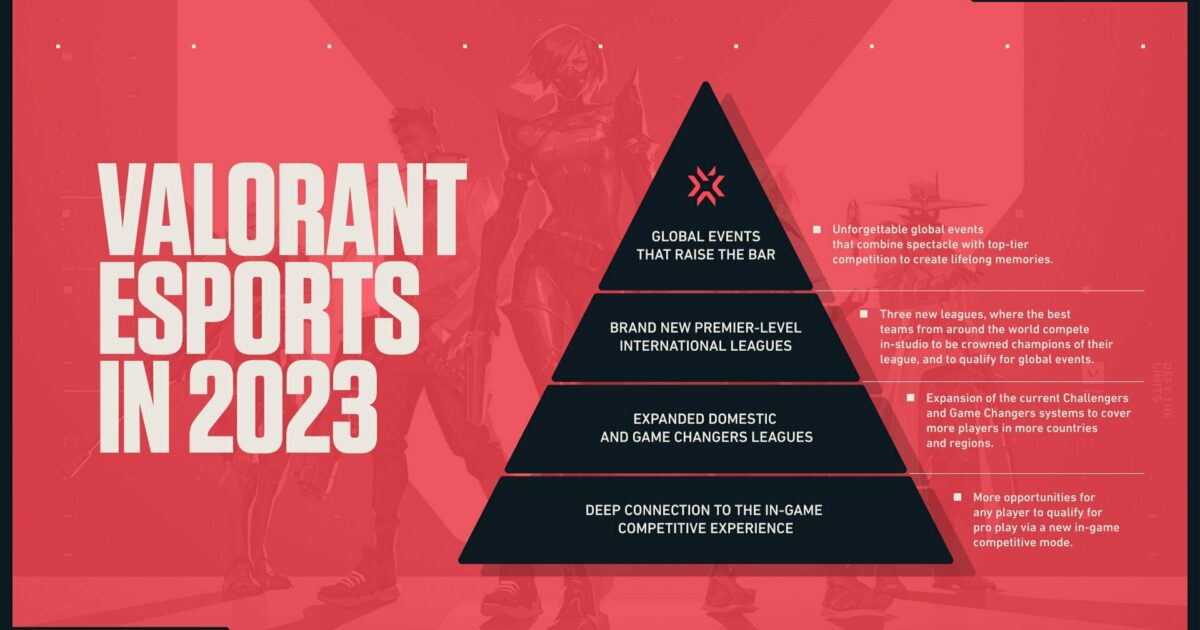 VALORANT
ESPORTS
IN 2023
GLOBAL EVENTS
THAT RAISE THE BAR
Unforgettable global events
that combine spectacle with top-tier
competition to create lifelong memories.
BRAND NEW PREMIER-LEVEL
INTERNATIONAL LEAGUES
Three new leagues, where the best
teams from around the world compete
in-studio to be crowned champions of their
league, and to qualify for global events.
EXPANDED DOMESTIC
AND GAME CHANGERS LEAGUES
Expansion of the current Challengers
and Game Changers systems to cover
more players in more countries
and regions.
DEEP CONNECTION TO THE IN-GAME
COMPETITIVE EXPERIENCE
More opportunities for
any player to qualify for
pro play via a new in-game
competitive mode.
DEFY THE
LIMITS